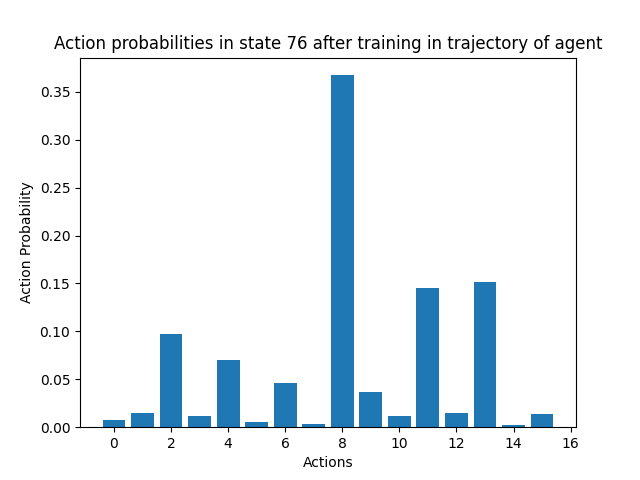 Action probabilities in state 76 after training in trajectory of agent
0.35
0.30
0.25
0.20
0.15
0.10
0.05
0.00
Action Probability
0 2 4 6 8 10 12 14 16
Actions